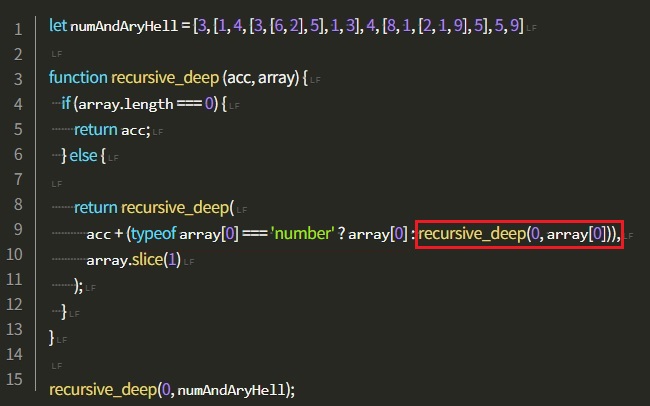 1 let numAndAryHell = [3, [1, 4, [3, [6, 2], 5], 1, 3], 4, [8, 1, [2, 1, 9], 5], 5, 9] LF
2 LF
3 function recursive_deep (acc, array) { LF
4 if (array.length === 0) { LF
5 return acc; LF
6 } else { LF
7 LF
8 return recursive_deep( LF
9 acc + (typeof array[0] === 'number' ? array[0] : recursive_deep(0, array[0])), LF
10 array.slice(1) LF
11 ); LF
12 } LF
13 } LF
14 LF
15 recursive_deep(0, numAndAryHell);